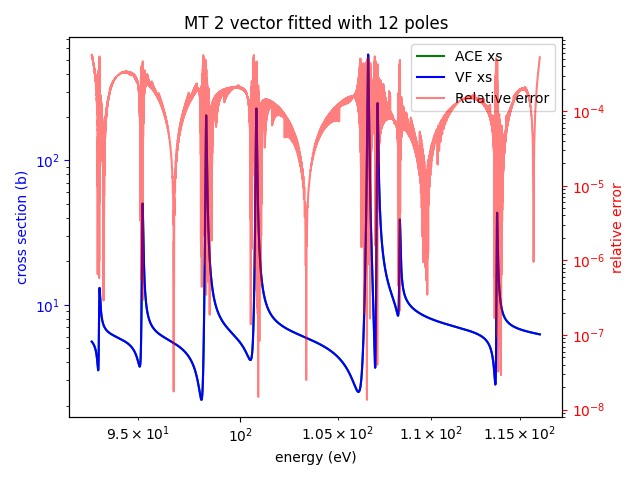 MT 2 vector fitted with 12 poles
ACE xs
VF xs
Relative error
cross section (b)
10²
10¹
relative error
10⁻⁴
10⁻⁵
10⁻⁶
10⁻⁷
10⁻⁸
9.5 × 10¹
10²
1.05 × 10²
1.1 × 10²
1.15 × 10²
energy (eV)